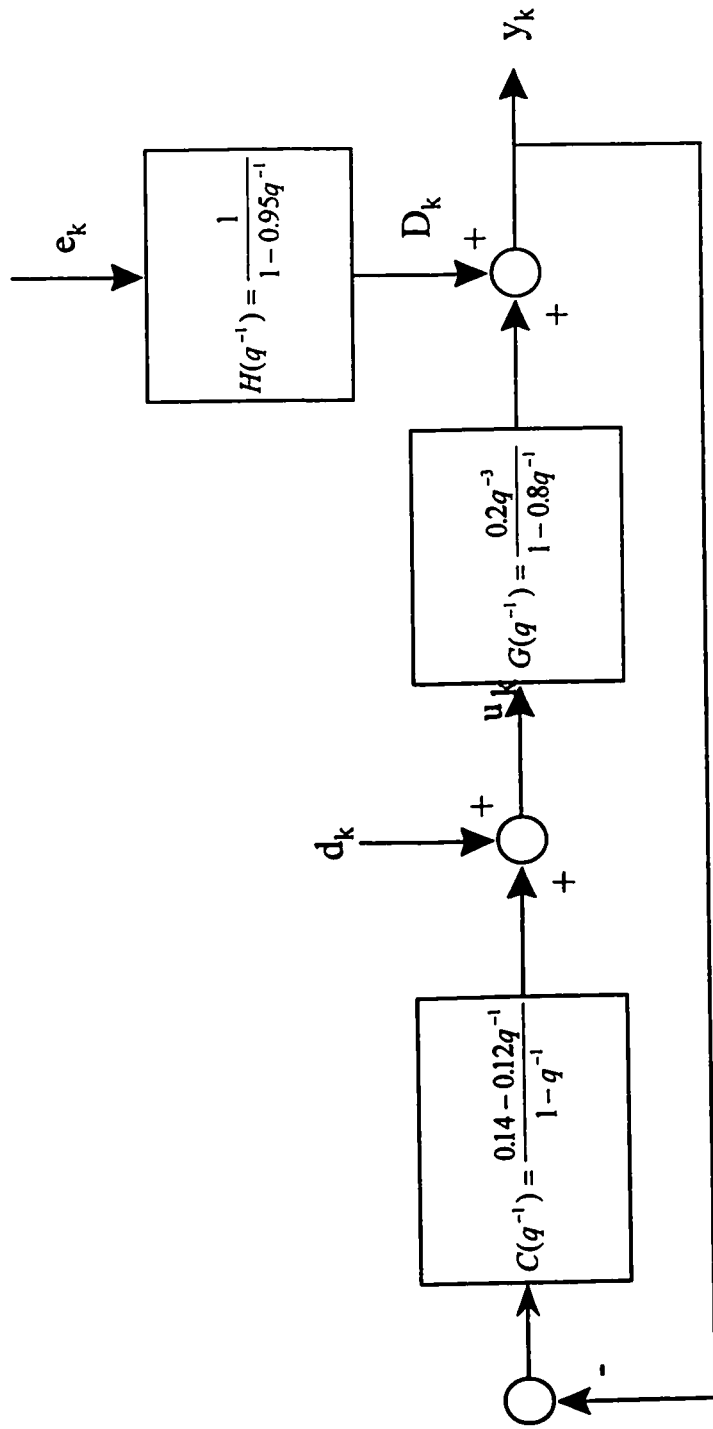 e_k
H(q^{-1}) = \frac{1}{1 - 0.95q^{-1}}
D_k
+
+
y_k
d_k
+
+
u_k
G(q^{-1}) = \frac{0.2q^{-3}}{1 - 0.8q^{-1}}
C(q^{-1}) = \frac{0.14 - 0.12q^{-1}}{1 - q^{-1}}
-